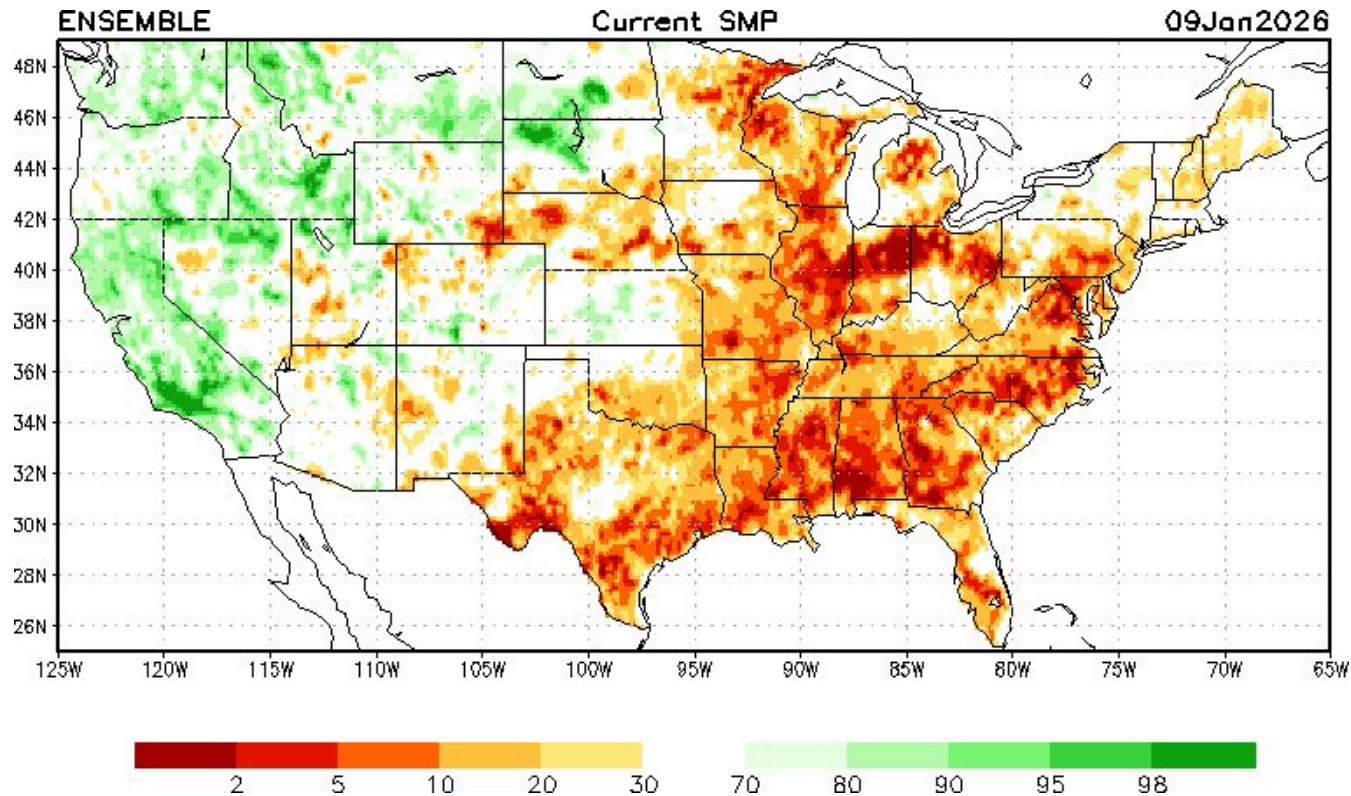 ENSEMBLE Current SMP 09Jan2026
48N
46N
44N
42N
40N
38N
36N
34N
32N
30N
28N
26N
125W 120W 115W 110W 105W 100W 95W 90W 85W 80W 75W 70W 65W
2 5 10 20 30 70 80 90 95 98